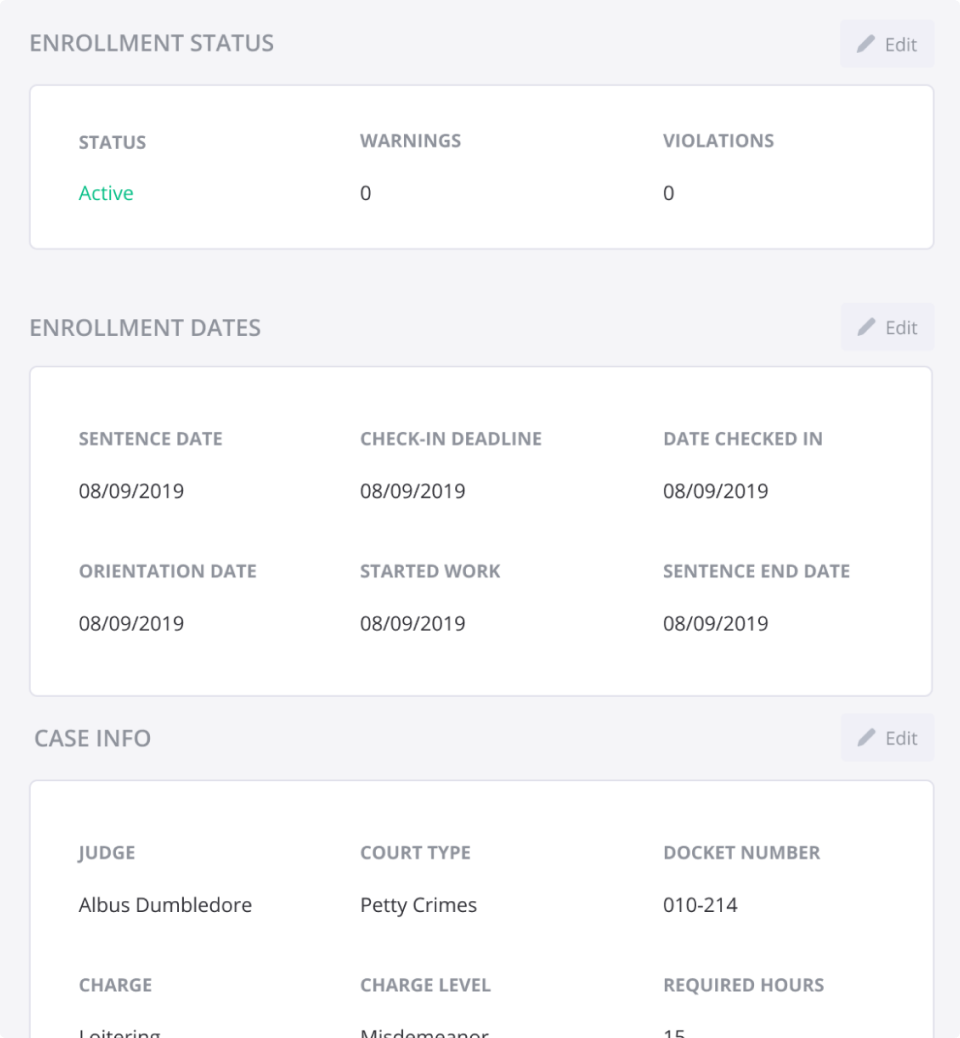 ENROLLMENT STATUS Edit
STATUS WARNINGS VIOLATIONS
Active 0 0
ENROLLMENT DATES Edit
SENTENCE DATE CHECK-IN DEADLINE DATE CHECKED IN
08/09/2019 08/09/2019 08/09/2019
ORIENTATION DATE STARTED WORK SENTENCE END DATE
08/09/2019 08/09/2019 08/09/2019
CASE INFO Edit
JUDGE COURT TYPE DOCKET NUMBER
Albus Dumbledore Petty Crimes 010-214
CHARGE CHARGE LEVEL REQUIRED HOURS
Loitering Misdemeanor 15